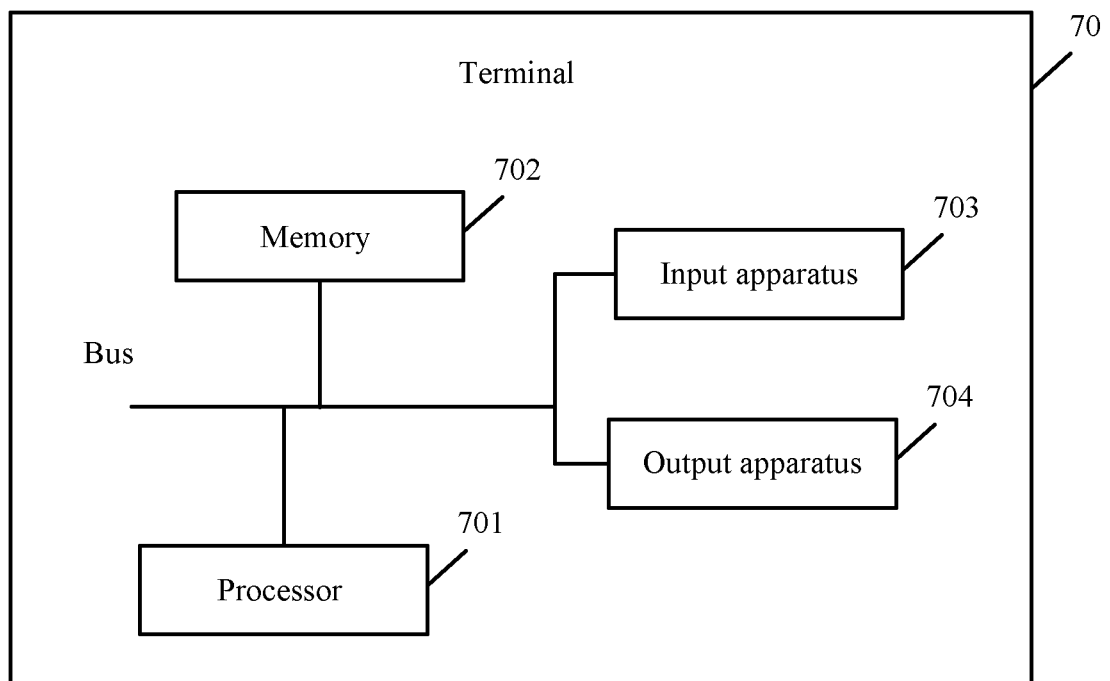 70
Terminal
702
Memory
703
Input apparatus
Bus
704
Output apparatus
701
Processor